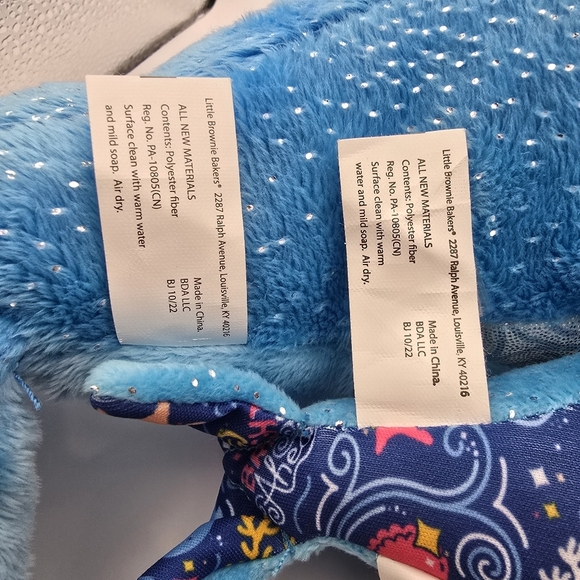 Little Brownie Bakers® 2287 Ralph Avenue, Louisville, KY 40216
ALL NEW MATERIALS
Contents: Polyester fiber
Reg. No. PA-10805(CN)
Surface clean with warm water
and mild soap. Air dry.
Made in China.
BDA LLC
BJ 10/22
Little Brownie Bakers® 2287 Ralph Avenue, Louisville, KY 40216
ALL NEW MATERIALS
Contents: Polyester fiber
Reg. No. PA-10805(CN)
Surface clean with warm
water and mild soap. Air dry.
Made in China.
BDA LLC
BJ 10/22